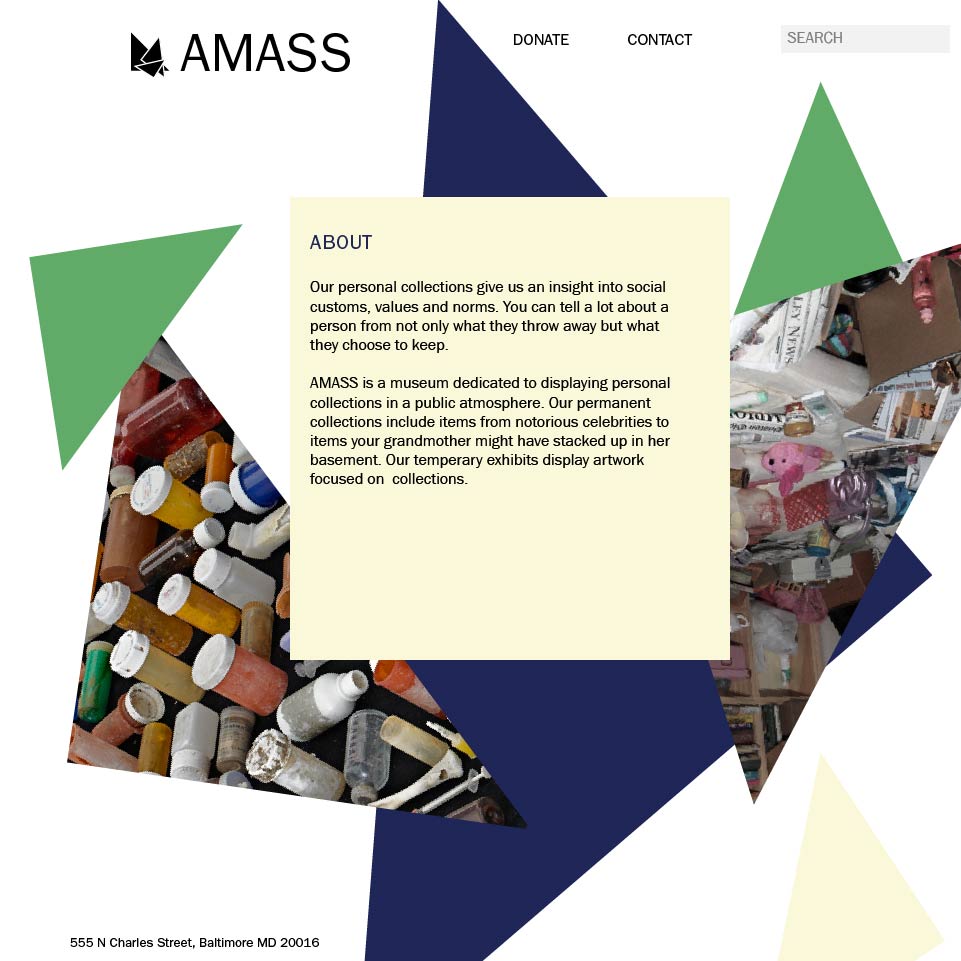 AMASS
DONATE
CONTACT
SEARCH
ABOUT
Our personal collections give us an insight into social
customs, values and norms. You can tell a lot about a
person from not only what they throw away but what
they choose to keep.
AMASS is a museum dedicated to displaying personal
collections in a public atmosphere. Our permanent
collections include items from notorious celebrities to
items your grandmother might have stacked up in her
basement. Our temperary exhibits display artwork
focused on  collections.
555 N Charles Street, Baltimore MD 20016